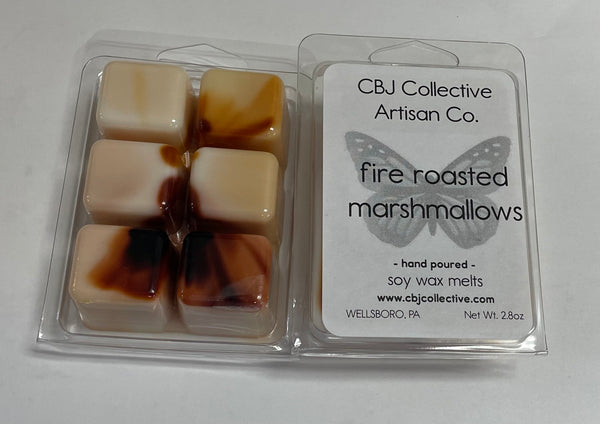 CBJ Collective
Artisan Co.
fire roasted
marshmallows
- hand poured -
soy wax melts
www.cbjcollective.com
WELLSBORO, PA Net Wt. 2.8oz